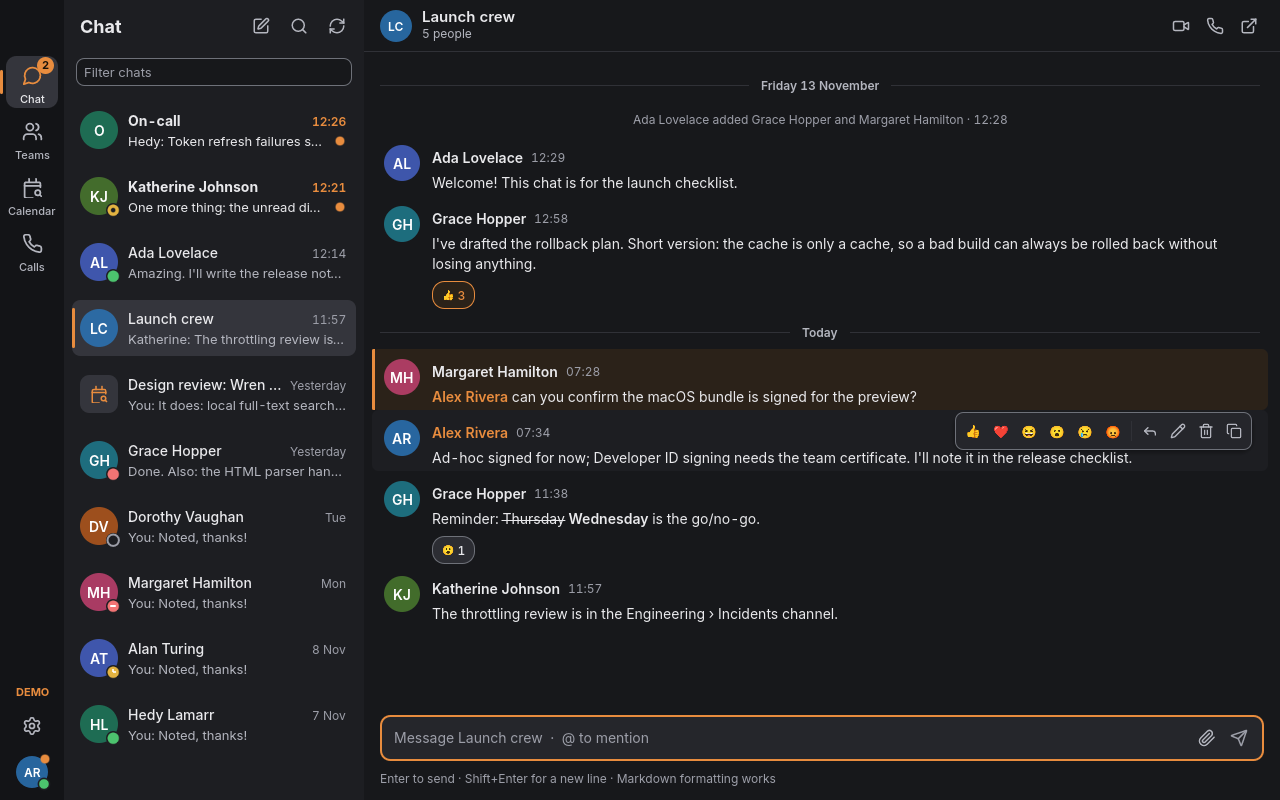 2
Chat
Teams
Calendar
Calls
DEMO
AR
Chat
Filter chats
O
On-call
12:26
Hedy: Token refresh failures s...
KJ
Katherine Johnson
12:21
One more thing: the unread di...
AL
Ada Lovelace
12:14
Amazing. I'll write the release not...
LC
Launch crew
11:57
Katherine: The throttling review is...
Design review: Wren ...
Yesterday
You: It does: local full-text search...
GH
Grace Hopper
Yesterday
Done. Also: the HTML parser han...
DV
Dorothy Vaughan
Tue
You: Noted, thanks!
MH
Margaret Hamilton
Mon
You: Noted, thanks!
AT
Alan Turing
8 Nov
You: Noted, thanks!
HL
Hedy Lamarr
7 Nov
You: Noted, thanks!
LC
Launch crew
5 people
Friday 13 November
Ada Lovelace added Grace Hopper and Margaret Hamilton · 12:28
AL
Ada Lovelace 12:29
Welcome! This chat is for the launch checklist.
GH
Grace Hopper 12:58
I've drafted the rollback plan. Short version: the cache is only a cache, so a bad build can always be rolled back without
losing anything.
👍 3
Today
MH
Margaret Hamilton 07:28
Alex Rivera can you confirm the macOS bundle is signed for the preview?
AR
Alex Rivera 07:34
👍 ❤️ 😆 😮 😢 😡
Ad-hoc signed for now; Developer ID signing needs the team certificate. I'll note it in the release checklist.
GH
Grace Hopper 11:38
Reminder: Thursday Wednesday is the go/no-go.
😮 1
KJ
Katherine Johnson 11:57
The throttling review is in the Engineering › Incidents channel.
Message Launch crew · @ to mention
Enter to send · Shift+Enter for a new line · Markdown formatting works